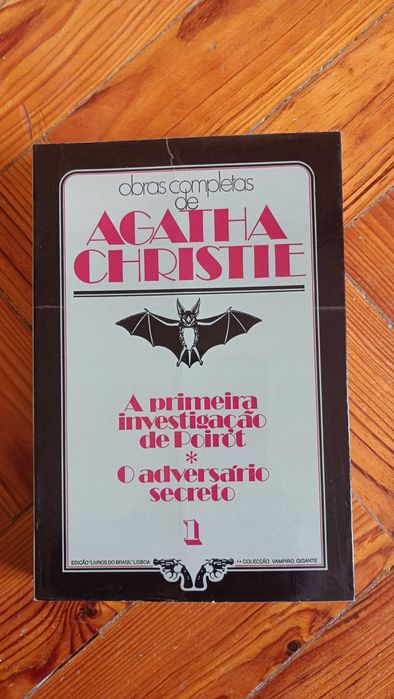 obras completas
de
AGATHA
CHRISTIE
A primeira
investigação
de Poirot
*
O adversário
secreto
1
EDIÇÃO "LIVROS DO BRASIL" LISBOA
** COLECÇÃO VAMPIRO GIGANTE